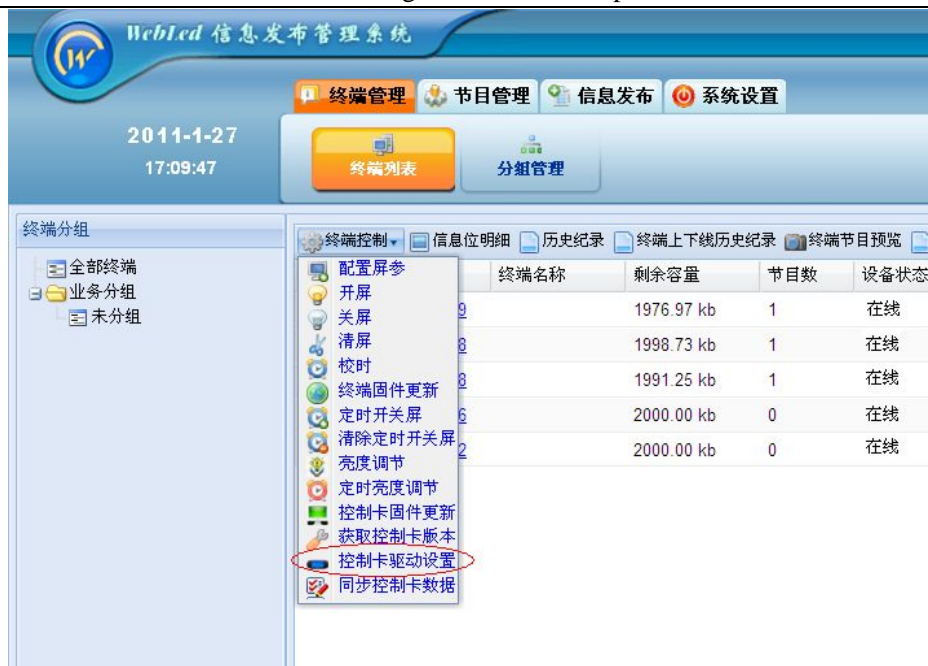 WebLed 信息发布管理系统
终端管理 节目管理 信息发布 系统设置
2011-1-27
17:09:47
终端列表 分组管理
终端分组
全部终端
业务分组
未分组
终端控制 信息位明细 历史纪录 终端上下线历史纪录 终端节目预览
终端名称 剩余容量 节目数 设备状态
配置屏参
开屏
关屏
清屏
校时
终端固件更新
定时开关屏
清除定时开关屏
亮度调节
定时亮度调节
控制卡固件更新
获取控制卡版本
控制卡驱动设置
同步控制卡数据
9 1976.97 kb 1 在线
8 1998.73 kb 1 在线
8 1991.25 kb 1 在线
6 2000.00 kb 0 在线
2 2000.00 kb 0 在线